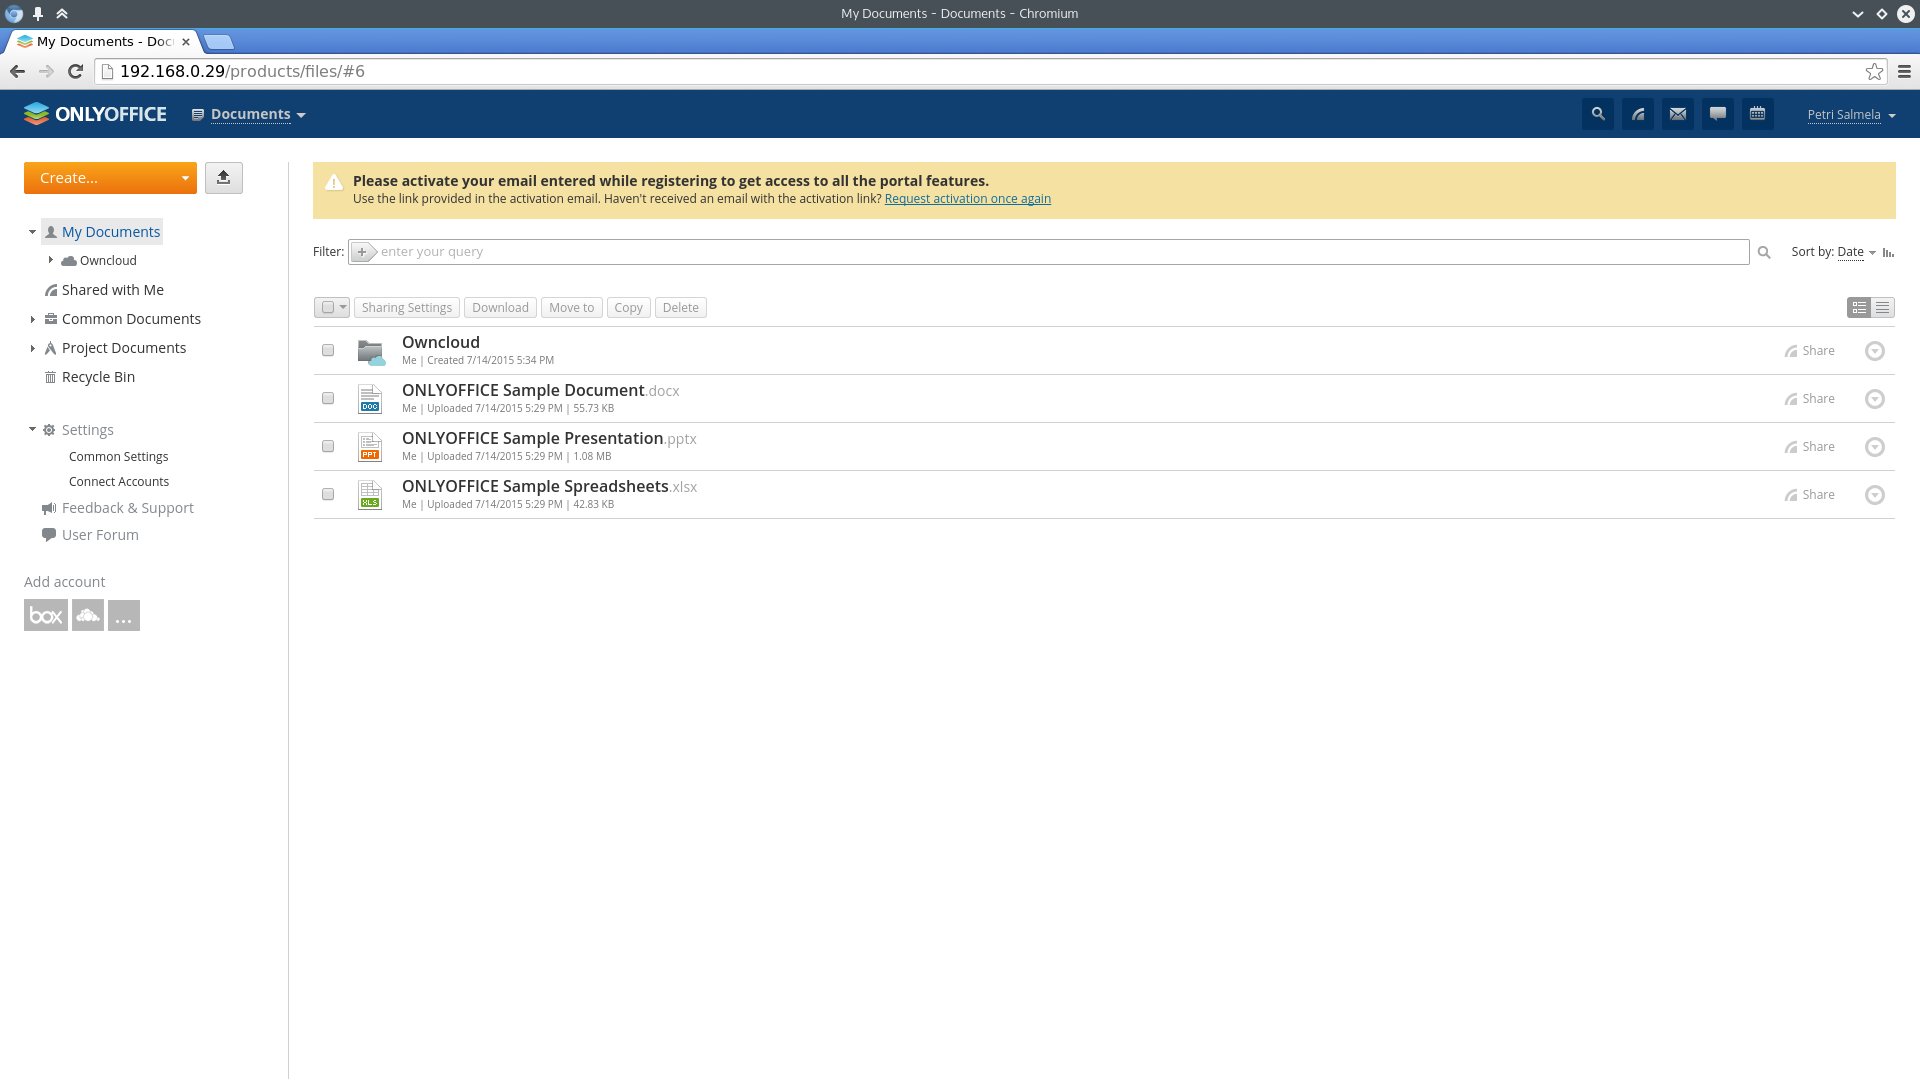 My Documents - Documents - Chromium
My Documents - Doc
192.168.0.29/products/files/#6
ONLYOFFICE Documents Petri Salmela
Create...
Please activate your email entered while registering to get access to all the portal features.
Use the link provided in the activation email. Haven't received an email with the activation link? Request activation once again
My Documents
Owncloud
Shared with Me
Common Documents
Project Documents
Recycle Bin
Settings
Common Settings
Connect Accounts
Feedback & Support
User Forum
Add account
box ...
Filter: enter your query Sort by: Date
Sharing Settings Download Move to Copy Delete
Owncloud
Me | Created 7/14/2015 5:34 PM
Share
DOC
ONLYOFFICE Sample Document.docx
Me | Uploaded 7/14/2015 5:29 PM | 55.73 KB
Share
PPT
ONLYOFFICE Sample Presentation.pptx
Me | Uploaded 7/14/2015 5:29 PM | 1.08 MB
Share
XLS
ONLYOFFICE Sample Spreadsheets.xlsx
Me | Uploaded 7/14/2015 5:29 PM | 42.83 KB
Share